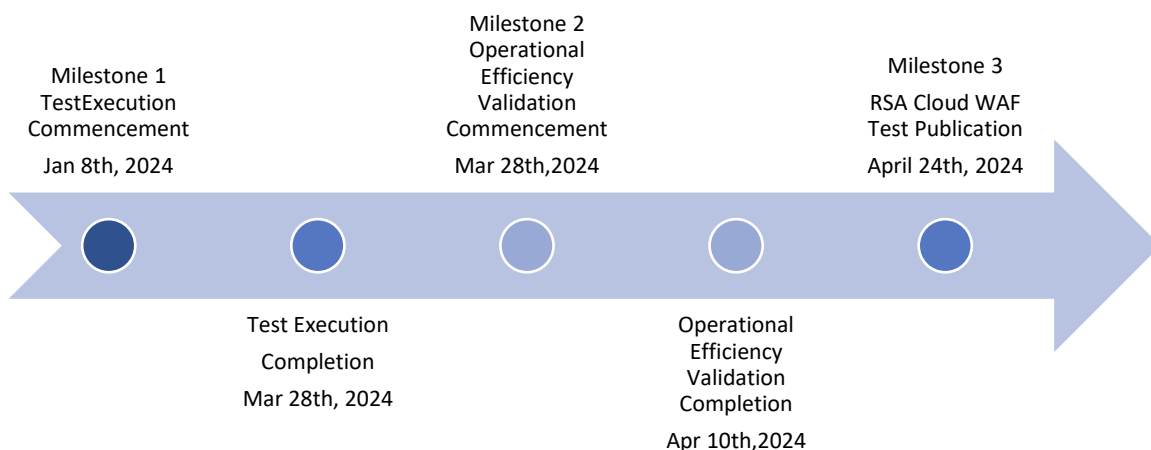 Milestone 1
TestExecution
Commencement
Jan 8th, 2024
Test Execution
Completion
Mar 28th, 2024
Milestone 2
Operational
Efficiency
Validation
Commencement
Mar 28th,2024
Operational
Efficiency
Validation
Completion
Apr 10th,2024
Milestone 3
RSA Cloud WAF
Test Publication
April 24th, 2024